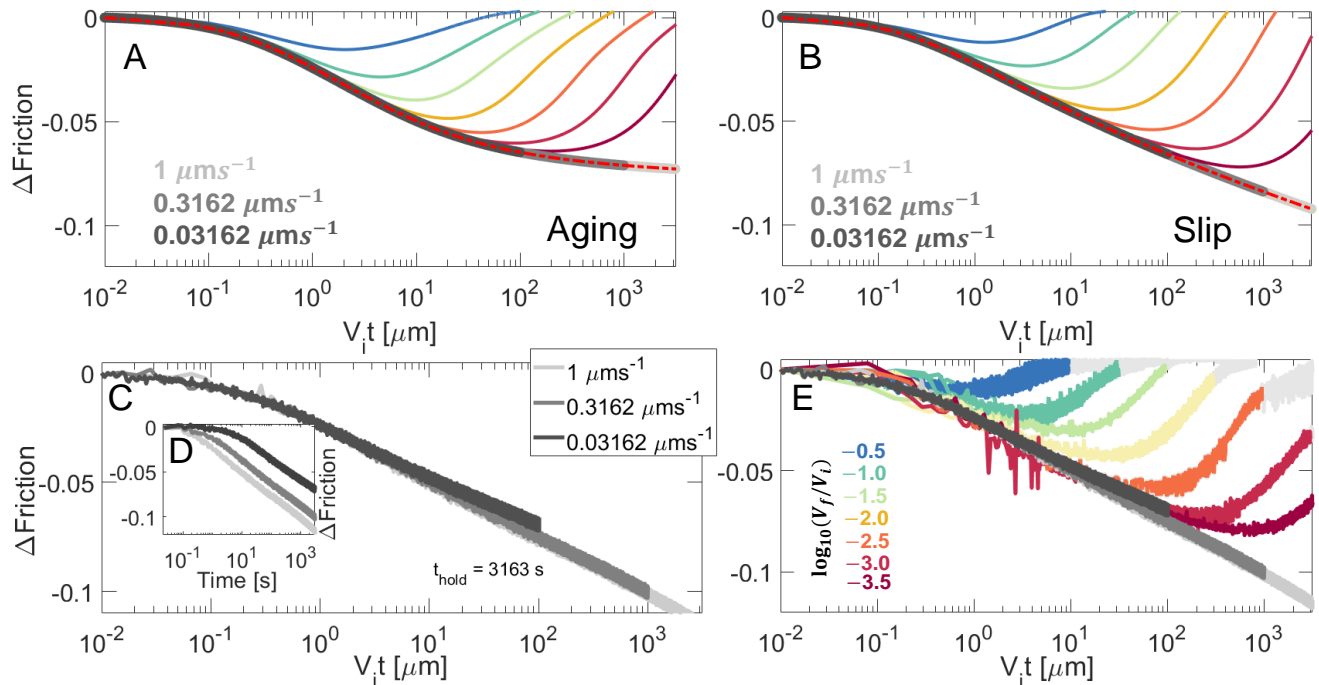 A
0
-0.05
-0.1
ΔFriction
1 μms⁻¹
0.3162 μms⁻¹
0.03162 μms⁻¹
Aging
10⁻² 10⁻¹ 10⁰ 10¹ 10² 10³
Vᵢt [μm]
B
0
-0.05
-0.1
1 μms⁻¹
0.3162 μms⁻¹
0.03162 μms⁻¹
Slip
10⁻² 10⁻¹ 10⁰ 10¹ 10² 10³
Vᵢt [μm]
C
0
-0.05
-0.1
ΔFriction
1 μms⁻¹
0.3162 μms⁻¹
0.03162 μms⁻¹
D
0
-0.05
-0.1
ΔFriction
10⁻¹ 10¹ 10³
Time [s]
t_hold = 3163 s
10⁻² 10⁻¹ 10⁰ 10¹ 10² 10³
Vᵢt [μm]
E
0
-0.05
-0.1
log₁₀(V_f/Vᵢ)
−0.5
−1.0
−1.5
−2.0
−2.5
−3.0
−3.5
10⁻² 10⁻¹ 10⁰ 10¹ 10² 10³
Vᵢt [μm]